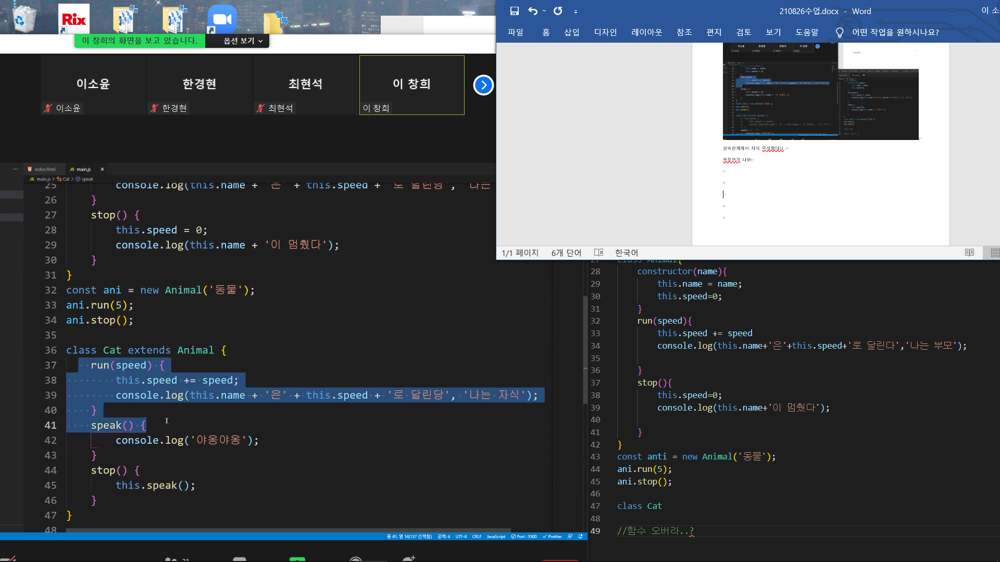 Rix
이 창희의 화면을 보고 있습니다.
옵션 보기
이소윤
한경현
최현석
이 창희
이소윤
한경현
최현석
이 창희
index.html
JS main.js
JS main.js > Cat > speak
25 console.log(this.name + '은' + this.speed + '로 달린당', '나는
26 }
27 stop() {
28 this.speed = 0;
29 console.log(this.name + '이 멈췄다');
30 }
31 }
32 const ani = new Animal('동물');
33 ani.run(5);
34 ani.stop();
35
36 class Cat extends Animal {
37 run(speed) {
38 this.speed += speed;
39 console.log(this.name + '은' + this.speed + '로 달린당', '나는 자식');
40 }
41 speak() {
42 console.log('야옹야옹');
43 }
44 stop() {
45 this.speak();
46 }
47 }
48
줄 41, 열 14(137 선택됨) 공백: 4 UTF-8 CRLF JavaScript Port : 5500 Prettier
21
210826수업.docx - Word
이 소
파일 홈 삽입 디자인 레이아웃 참조 편지 검토 보기 도움말 어떤 작업을 원하시나요?
상속관계에서 자식 주석쳤더니
부모꺼가 나와
1/1 페이지 6개 단어 한국어
27 class Animal{
28 constructor(name){
29 this.name = name;
30 this.speed=0;
31 }
32 run(speed){
33 this.speed += speed
34 console.log(this.name+'은'+this.speed+'로 달린다','나는 부모');
35
36 }
37 stop(){
38 this.speed=0;
39 console.log(this.name+'이 멈췄다');
40
41 }
42 }
43 const anti = new Animal('동물');
44 ani.run(5);
45 ani.stop();
46
47 class Cat
48
49 //함수 오버라..?